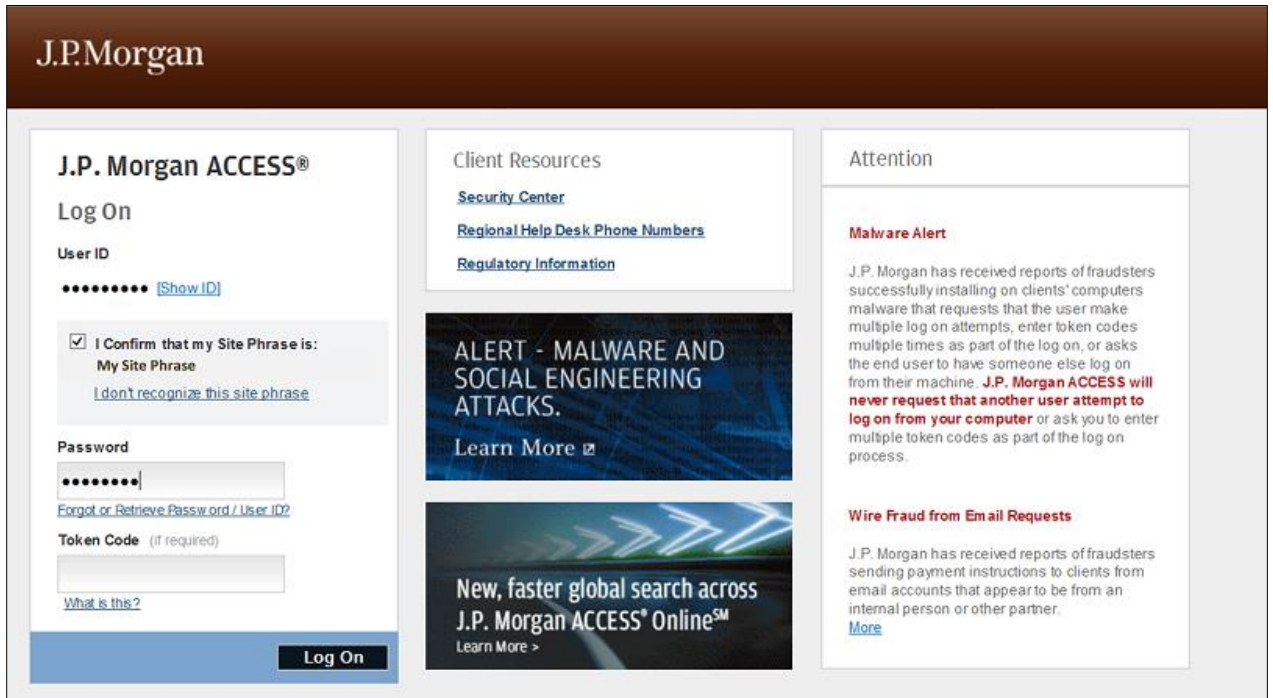 J.P.Morgan
J.P. Morgan ACCESS®
Log On
User ID
••••••••• [Show ID]
I Confirm that my Site Phrase is:
My Site Phrase
I don't recognize this site phrase
Password
••••••••
Forgot or Retrieve Password / User ID?
Token Code (if required)
What is this?
Log On
Client Resources
Security Center
Regional Help Desk Phone Numbers
Regulatory Information
ALERT - MALWARE AND
SOCIAL ENGINEERING
ATTACKS.
Learn More
New, faster global search across
J.P. Morgan ACCESS® Online℠
Learn More >
Attention
Malware Alert
J.P. Morgan has received reports of fraudsters
successfully installing on clients' computers
malware that requests that the user make
multiple log on attempts, enter token codes
multiple times as part of the log on, or asks
the end user to have someone else log on
from their machine. J.P. Morgan ACCESS will
never request that another user attempt to
log on from your computer or ask you to enter
multiple token codes as part of the log on
process.
Wire Fraud from Email Requests
J.P. Morgan has received reports of fraudsters
sending payment instructions to clients from
email accounts that appear to be from an
internal person or other partner.
More